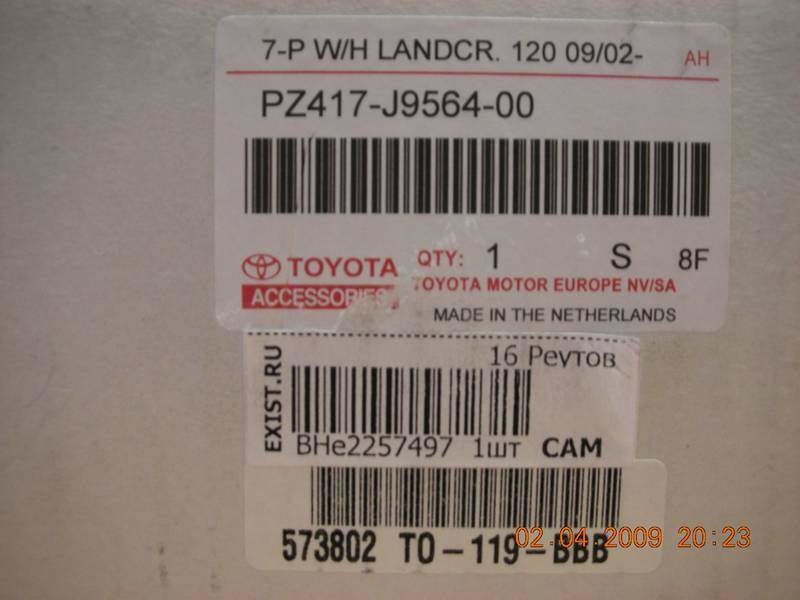 7-P W/H LANDCR. 120 09/02- AH
PZ417-J9564-00
TOYOTA
ACCESSORIES
QTY: 1 S 8F
TOYOTA MOTOR EUROPE NV/SA
MADE IN THE NETHERLANDS
EXIST.RU
16 Реутов
BHe2257497 1шт САМ
573802 TO-119-BBB
02.04.2009 20:23